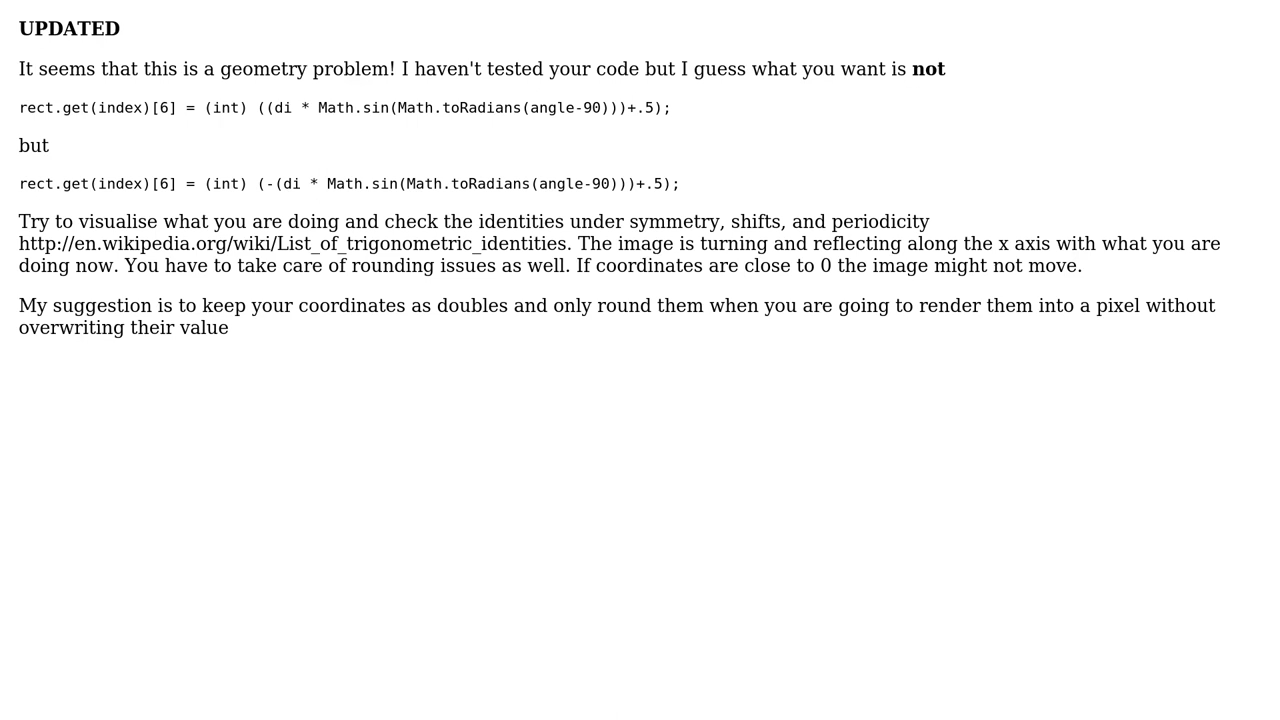 UPDATED
It seems that this is a geometry problem! I haven't tested your code but I guess what you want is not
rect.get(index)[6] = (int) ((di * Math.sin(Math.toRadians(angle-90)))+.5);
but
rect.get(index)[6] = (int) (-(di * Math.sin(Math.toRadians(angle-90)))+.5);
Try to visualise what you are doing and check the identities under symmetry, shifts, and periodicity
http://en.wikipedia.org/wiki/List_of_trigonometric_identities. The image is turning and reflecting along the x axis with what you are
doing now. You have to take care of rounding issues as well. If coordinates are close to 0 the image might not move.
My suggestion is to keep your coordinates as doubles and only round them when you are going to render them into a pixel without
overwriting their value